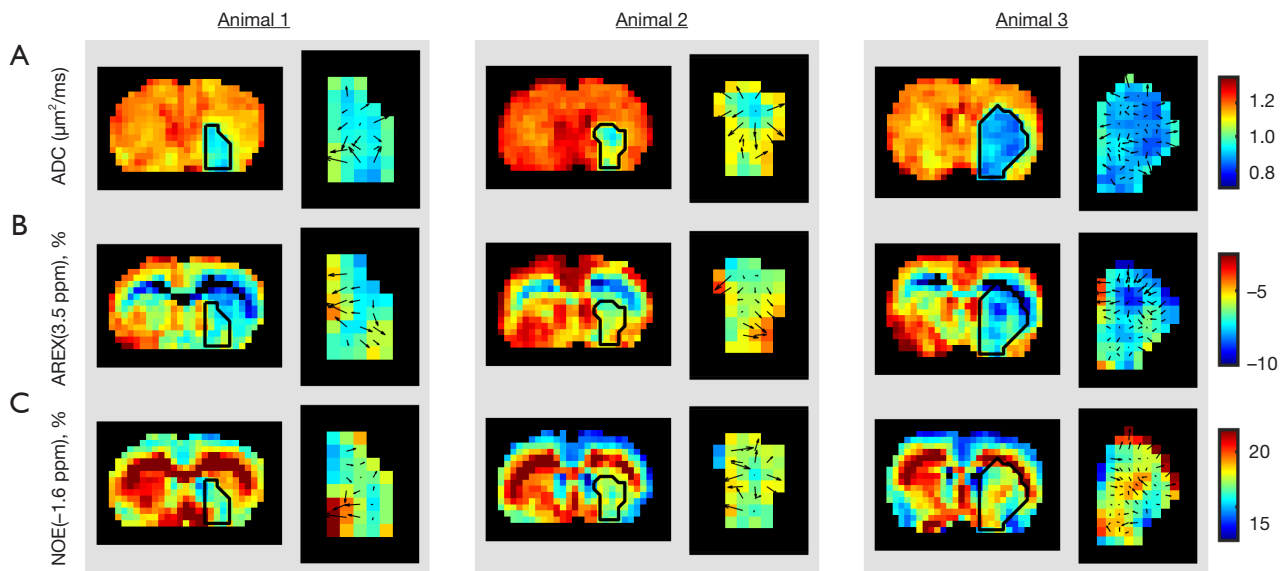 Animal 1
Animal 2
Animal 3
A
ADC (μm²/ms)
1.2
1.0
0.8
B
AREX(3.5 ppm), %
−5
−10
C
NOE(−1.6 ppm), %
20
15